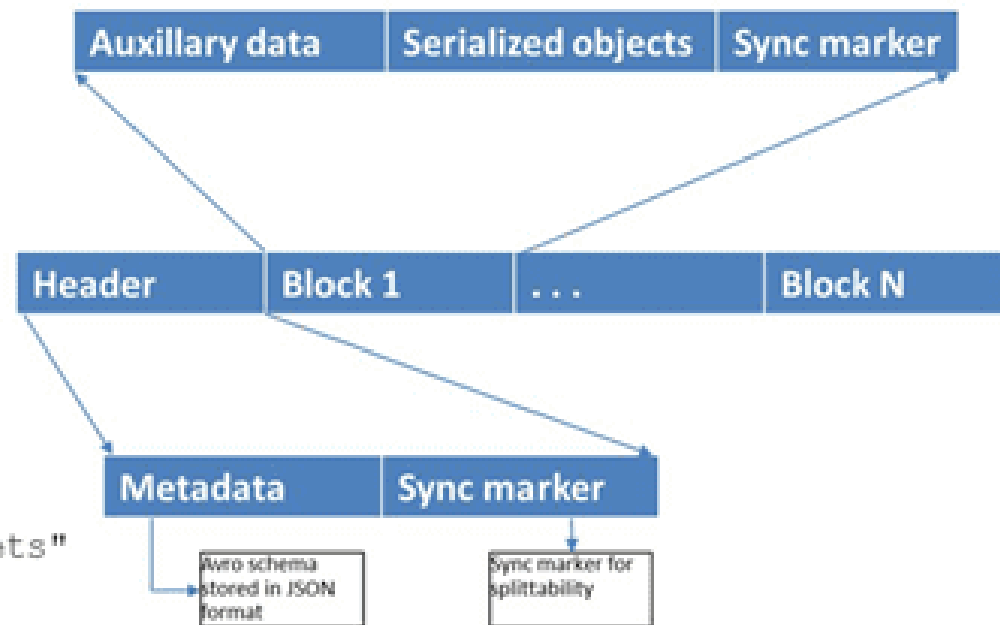 Auxillary data Serialized objects Sync marker
Header Block 1 ... Block N
Metadata Sync marker
ets"
Avro schema
stored in JSON
format
Sync marker for
splittability